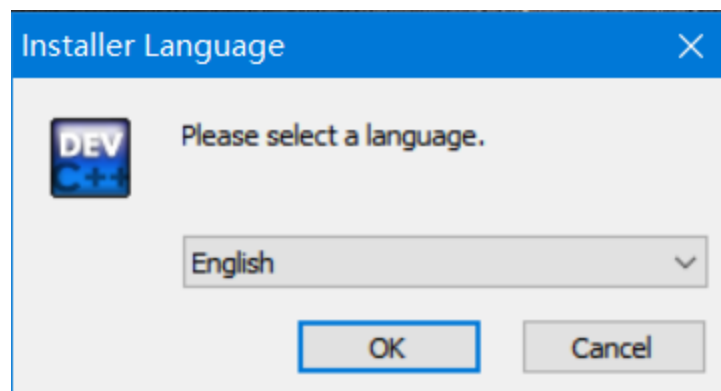 Installer Language
DEV
C++
Please select a language.
English
OK
Cancel